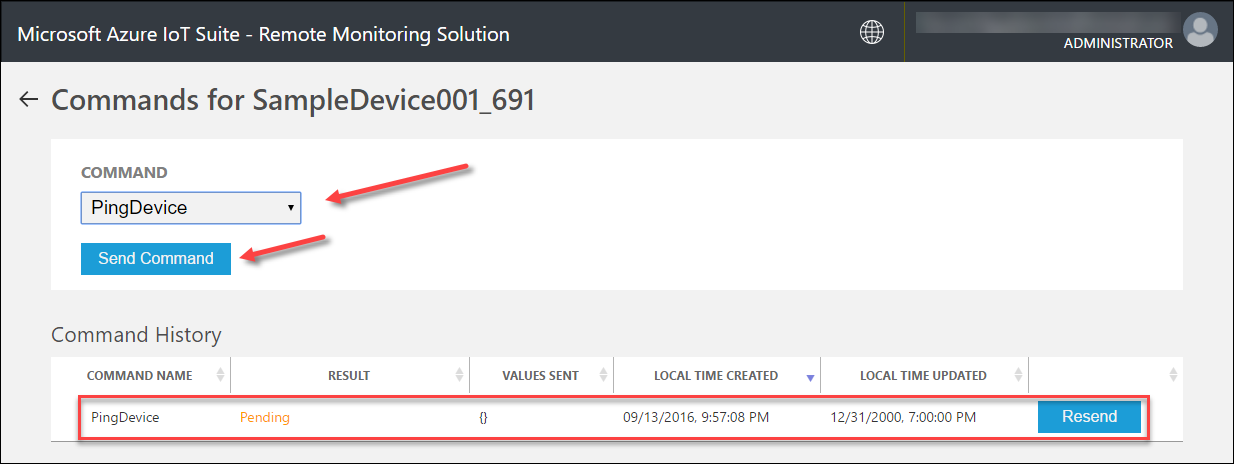 Microsoft Azure IoT Suite - Remote Monitoring Solution
ADMINISTRATOR
Commands for SampleDevice001_691
COMMAND
PingDevice
Send Command
Command History
COMMAND NAME RESULT VALUES SENT LOCAL TIME CREATED LOCAL TIME UPDATED
PingDevice Pending {} 09/13/2016, 9:57:08 PM 12/31/2000, 7:00:00 PM Resend